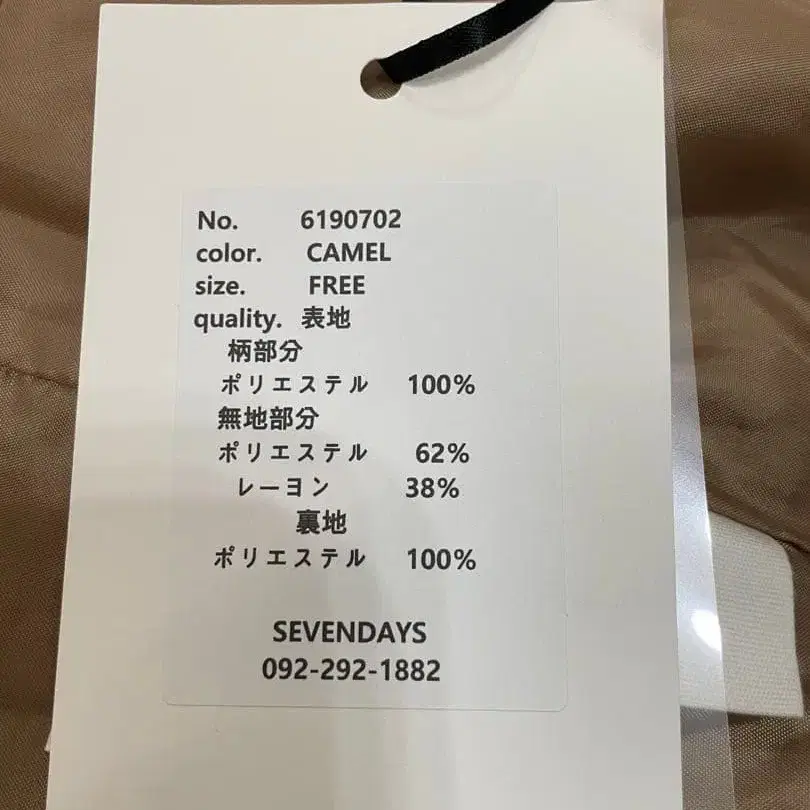 No. 6190702
color. CAMEL
size. FREE
quality. 表地
柄部分
ポリエステル 100%
無地部分
ポリエステル 62%
レーヨン 38%
裏地
ポリエステル 100%
SEVENDAYS
092-292-1882